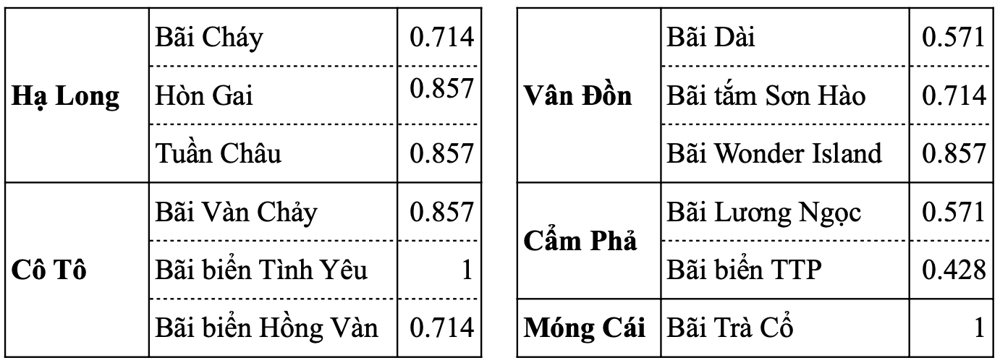 Hạ Long
Bãi Cháy 0.714
Hòn Gai 0.857
Tuần Châu 0.857
Cô Tô
Bãi Vàn Chảy 0.857
Bãi biển Tình Yêu 1
Bãi biển Hồng Vàn 0.714
Vân Đồn
Bãi Dài 0.571
Bãi tắm Sơn Hào 0.714
Bãi Wonder Island 0.857
Cẩm Phả
Bãi Lương Ngọc 0.571
Bãi biển TTP 0.428
Móng Cái Bãi Trà Cổ 1